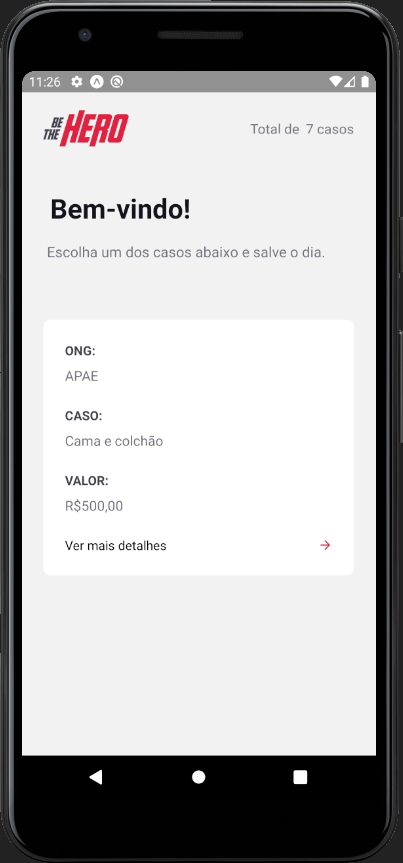 11:26
BE THE HERO
Total de 7 casos
Bem-vindo!
Escolha um dos casos abaixo e salve o dia.
ONG:
APAE
CASO:
Cama e colchão
VALOR:
R$500,00
Ver mais detalhes